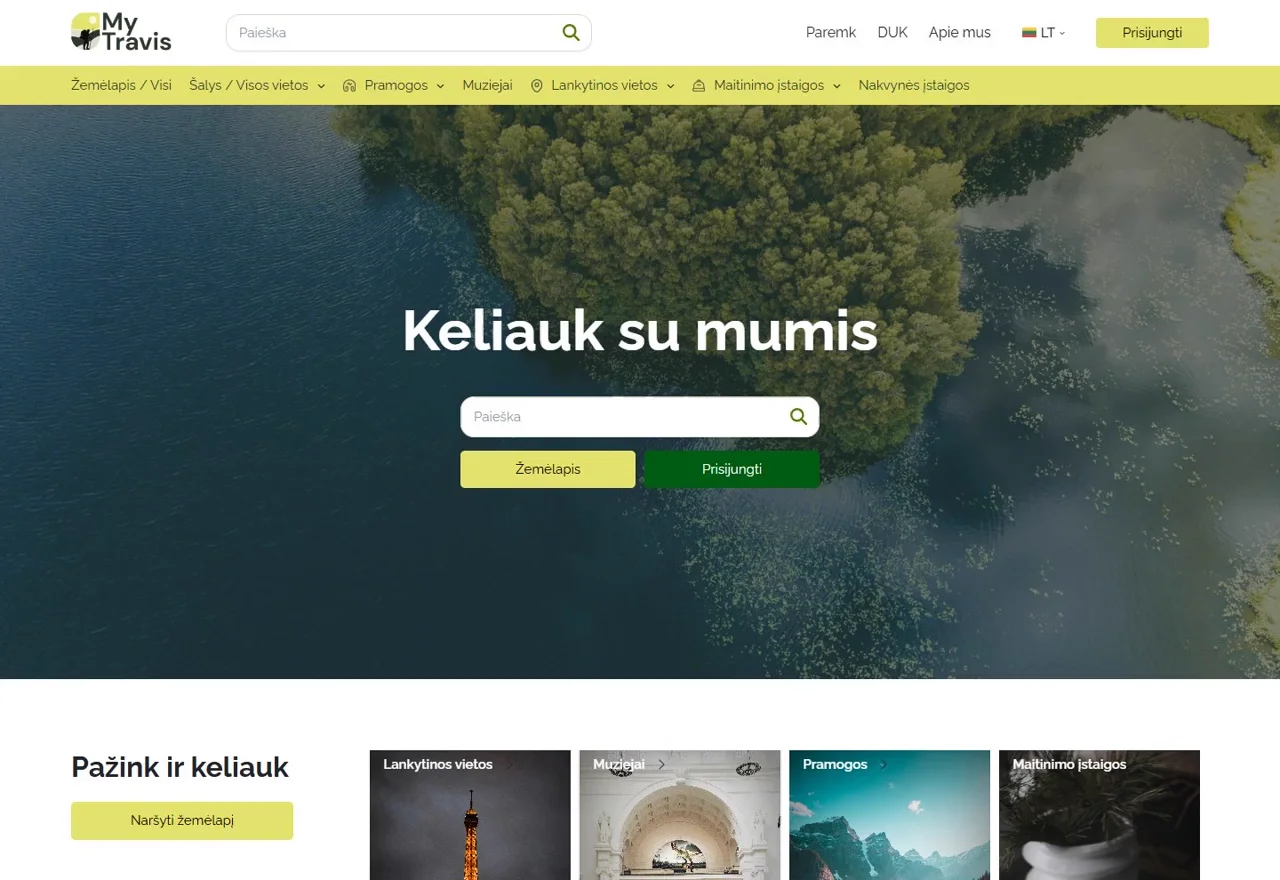 My
Travis
Paieška
Paremk DUK Apie mus LT Prisijungti
Žemėlapis / Visi Šalys / Visos vietos Pramogos Muziejai Lankytinos vietos Maitinimo įstaigos Nakvynės įstaigos
Keliauk su mumis
Paieška
Žemėlapis Prisijungti
Pažink ir keliauk
Naršyti žemėlapį
Lankytinos vietos Muziejai Pramogos Maitinimo įstaigos